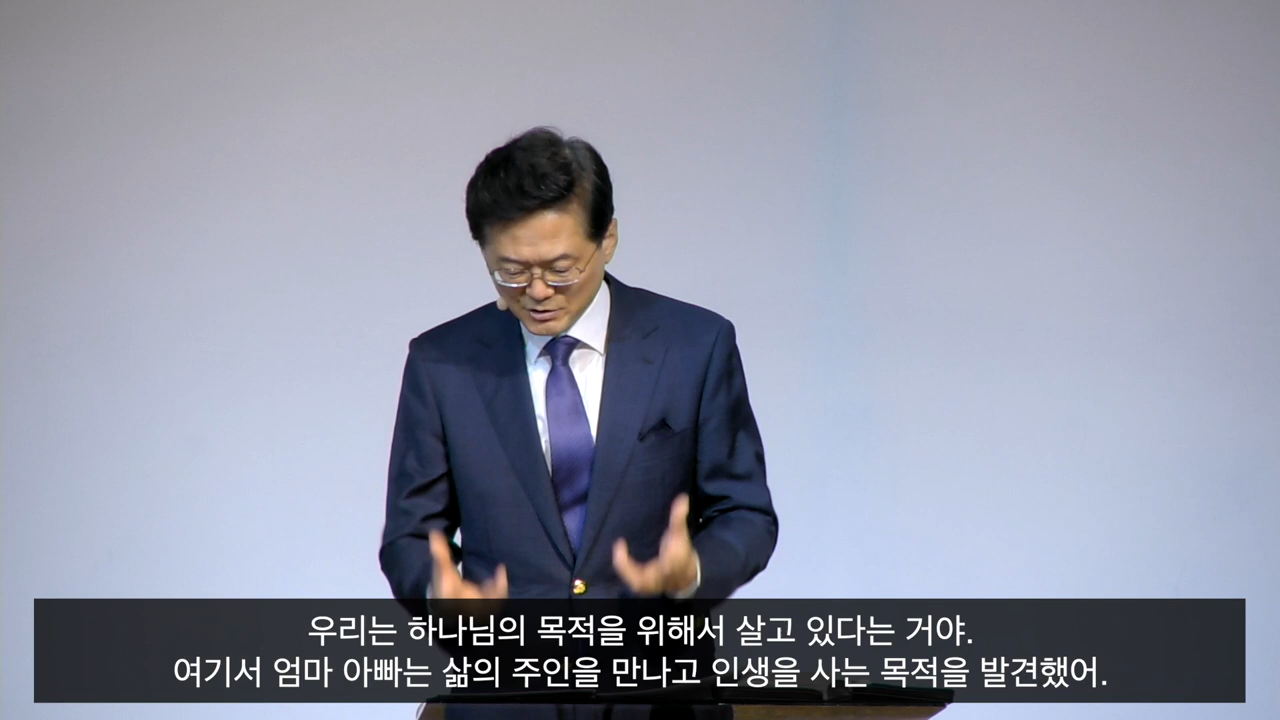 우리는 하나님의 목적을 위해서 살고 있다는 거야.
여기서 엄마 아빠는 삶의 주인을 만나고 인생을 사는 목적을 발견했어.